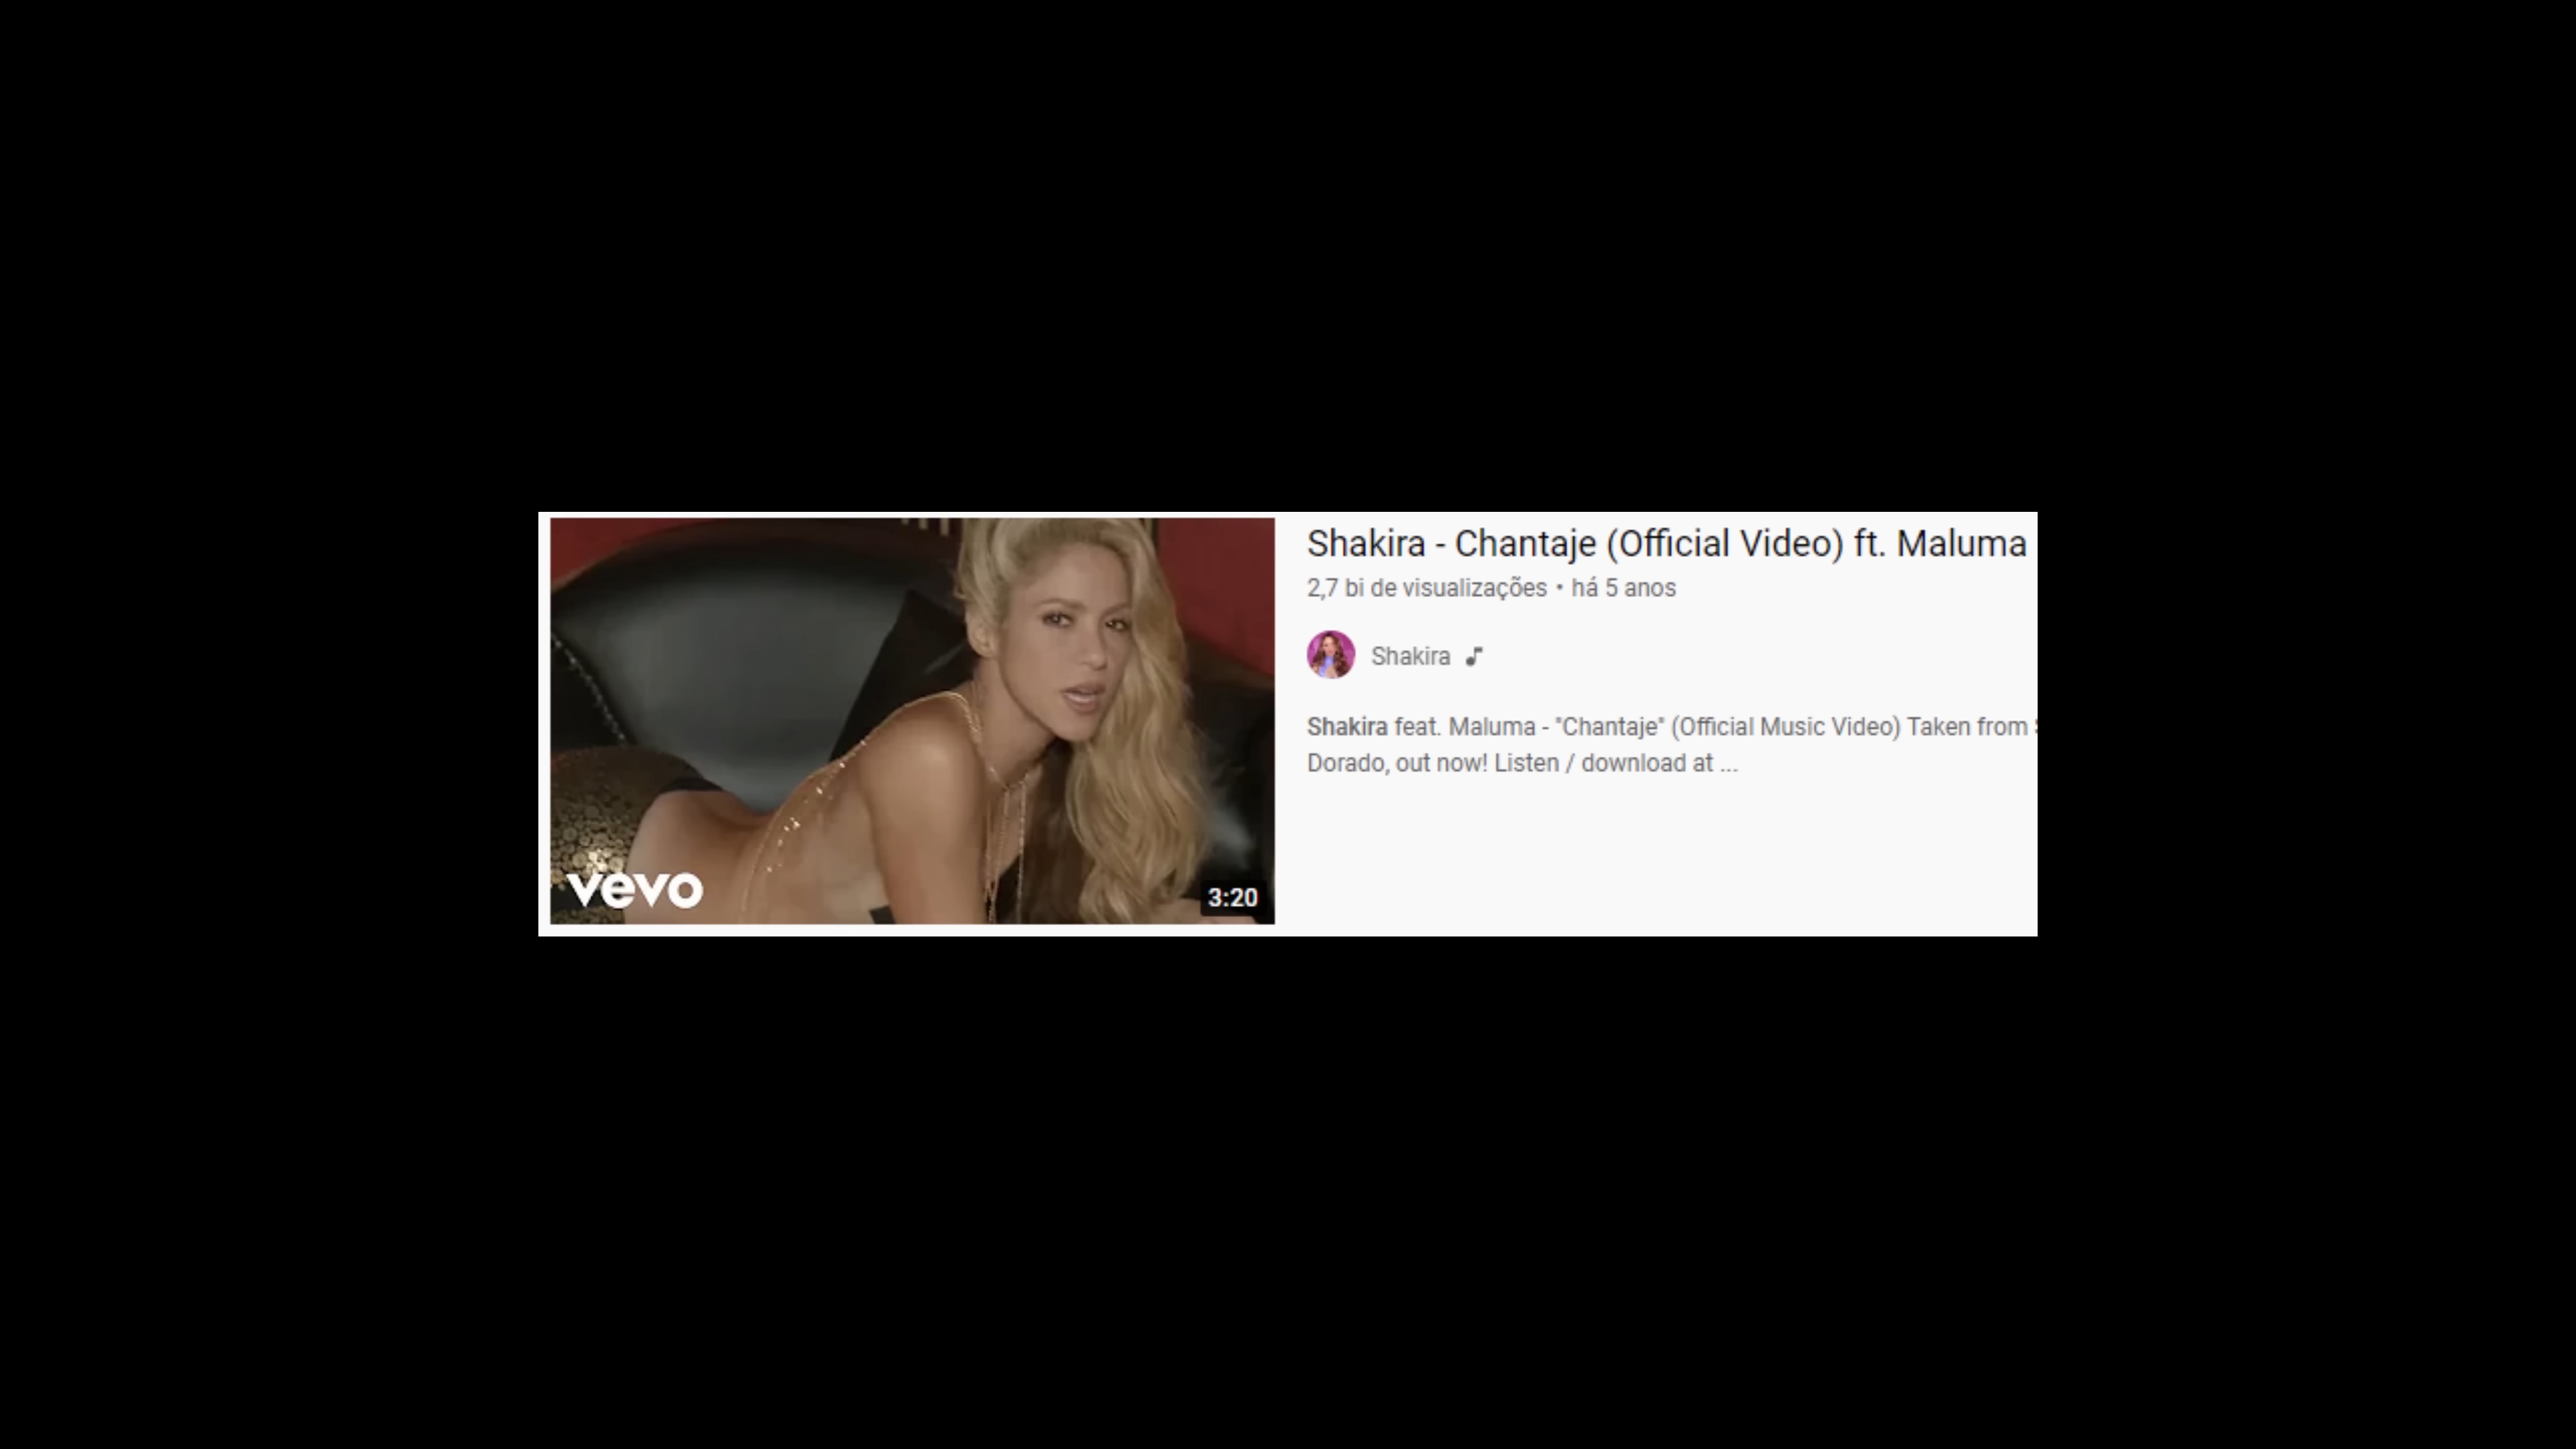 Shakira - Chantaje (Official Video) ft. Maluma
2,7 bi de visualizações • há 5 anos
Shakira
Shakira feat. Maluma - "Chantaje" (Official Music Video) Taken from
Dorado, out now! Listen / download at ...
vevo
3:20